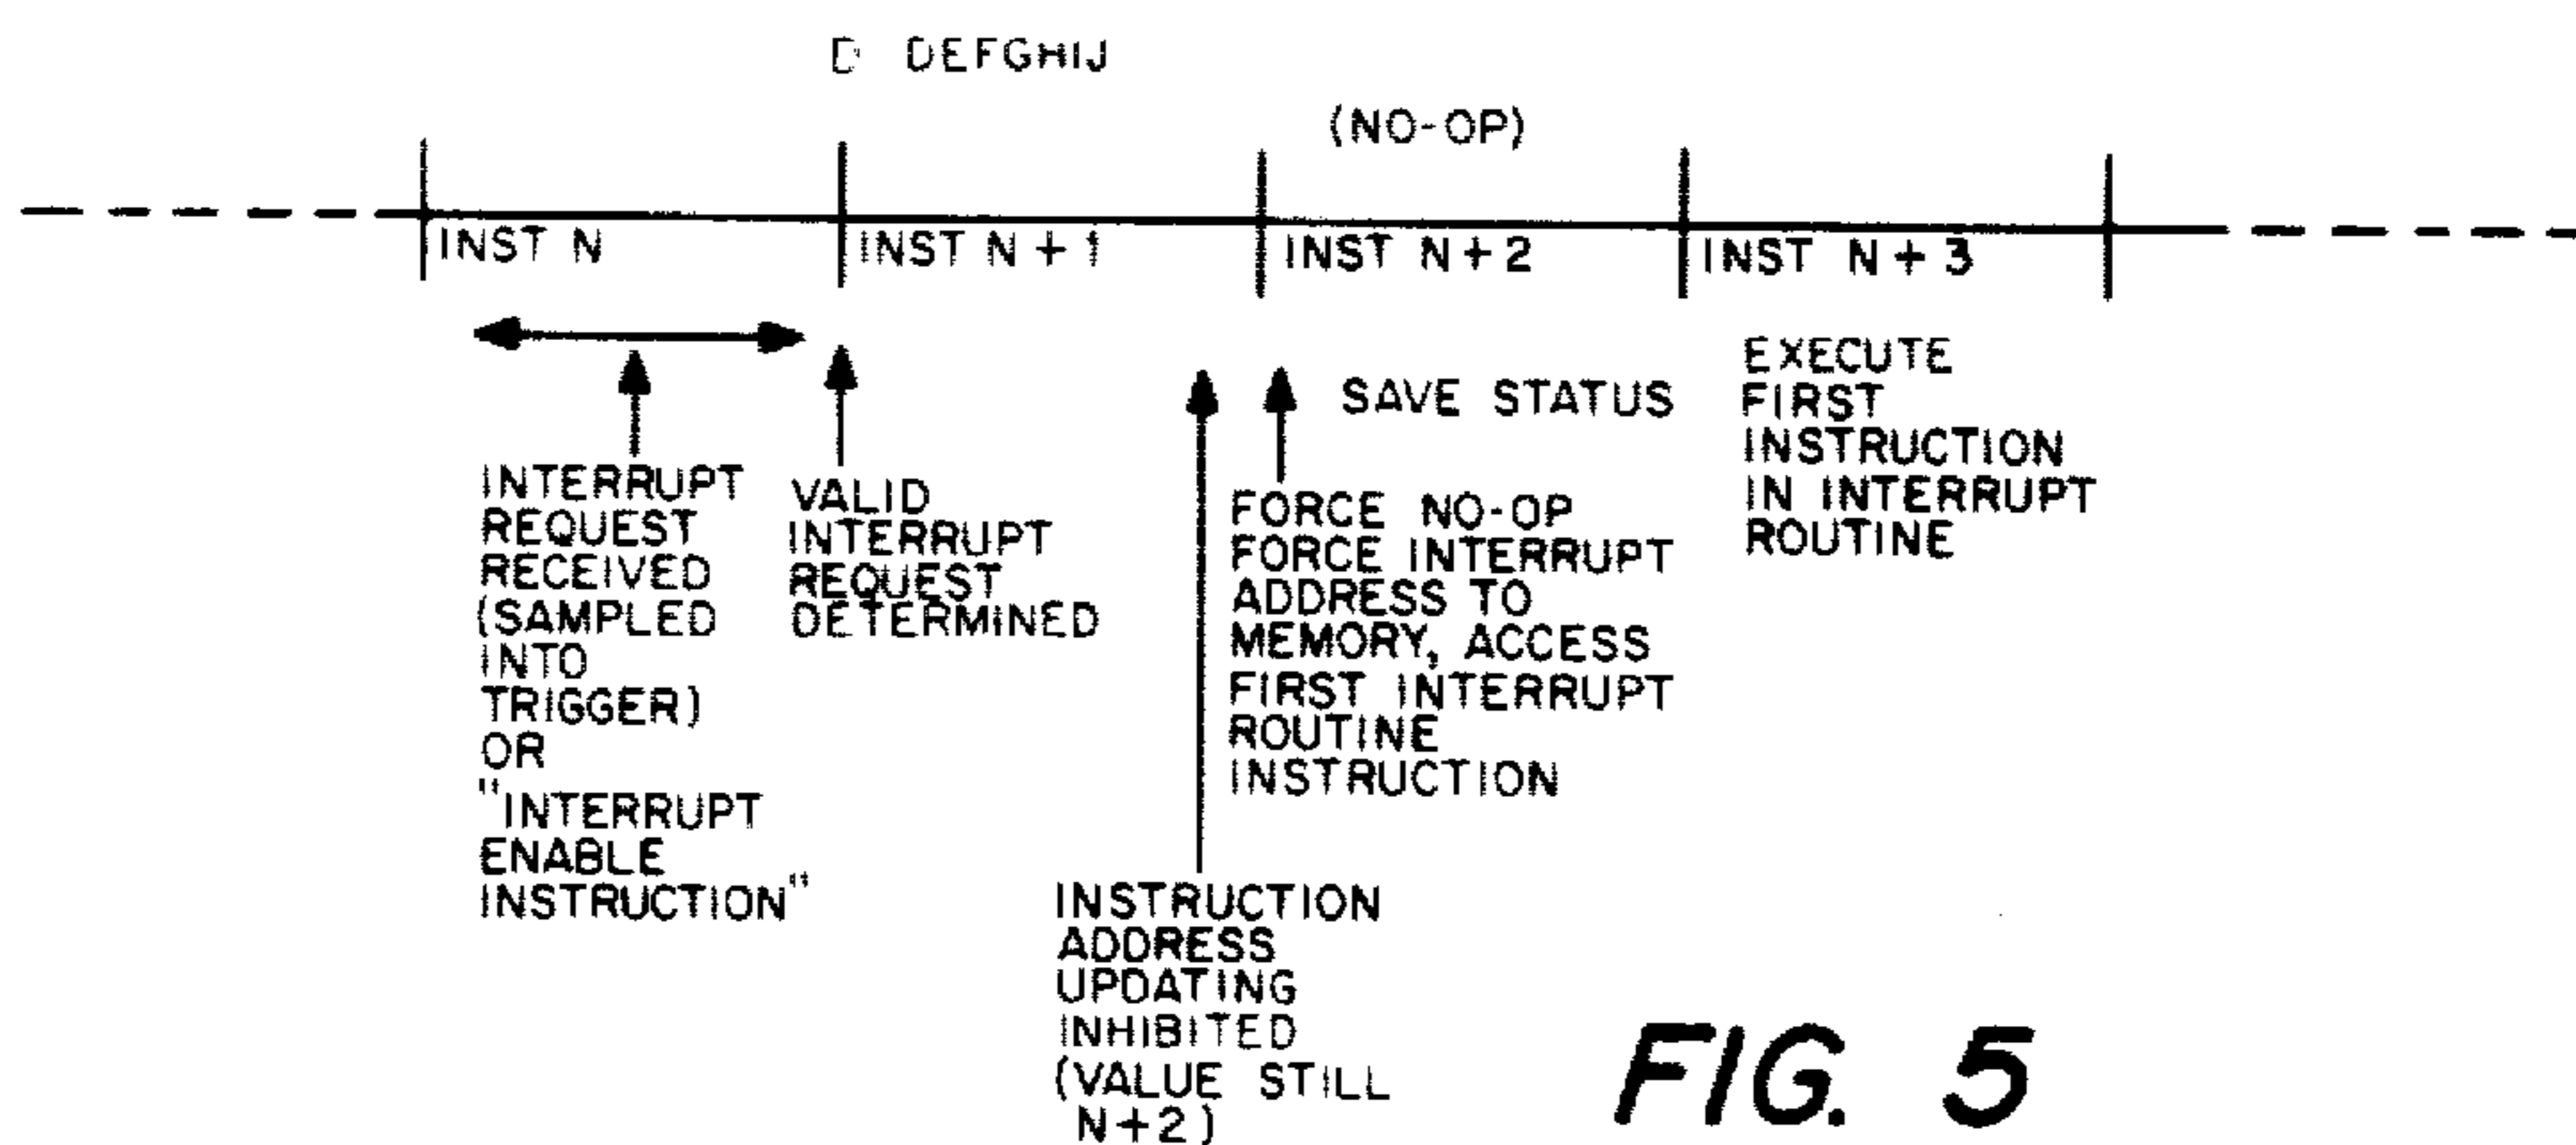 D DEFGHIJ
(NO-OP)
INST N
INST N + 1
INST N + 2
INST N + 3
INTERRUPT
REQUEST
RECEIVED
(SAMPLED
INTO
TRIGGER)
OR
"INTERRUPT
ENABLE
INSTRUCTION"
VALID
INTERRUPT
REQUEST
DETERMINED
INSTRUCTION
ADDRESS
UPDATING
INHIBITED
(VALUE STILL
N+2)
SAVE STATUS
FORCE NO-OP
FORCE INTERRUPT
ADDRESS TO
MEMORY, ACCESS
FIRST INTERRUPT
ROUTINE
INSTRUCTION
EXECUTE
FIRST
INSTRUCTION
IN INTERRUPT
ROUTINE
FIG. 5